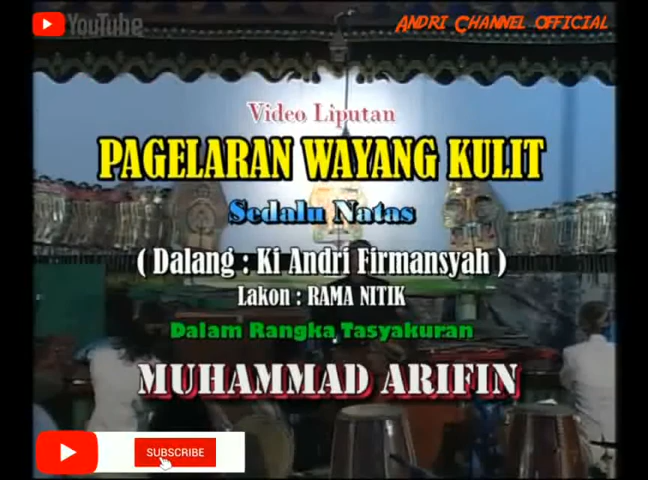 YouTube
ANDRI CHANNEL OFFICIAL
Video Liputan
PAGELARAN WAYANG KULIT
Sedalu Natas
( Dalang : Ki Andri Firmansyah )
Lakon : RAMA NITIK
Dalam Rangka Tasyakuran
MUHAMMAD ARIFIN
SUBSCRIBE